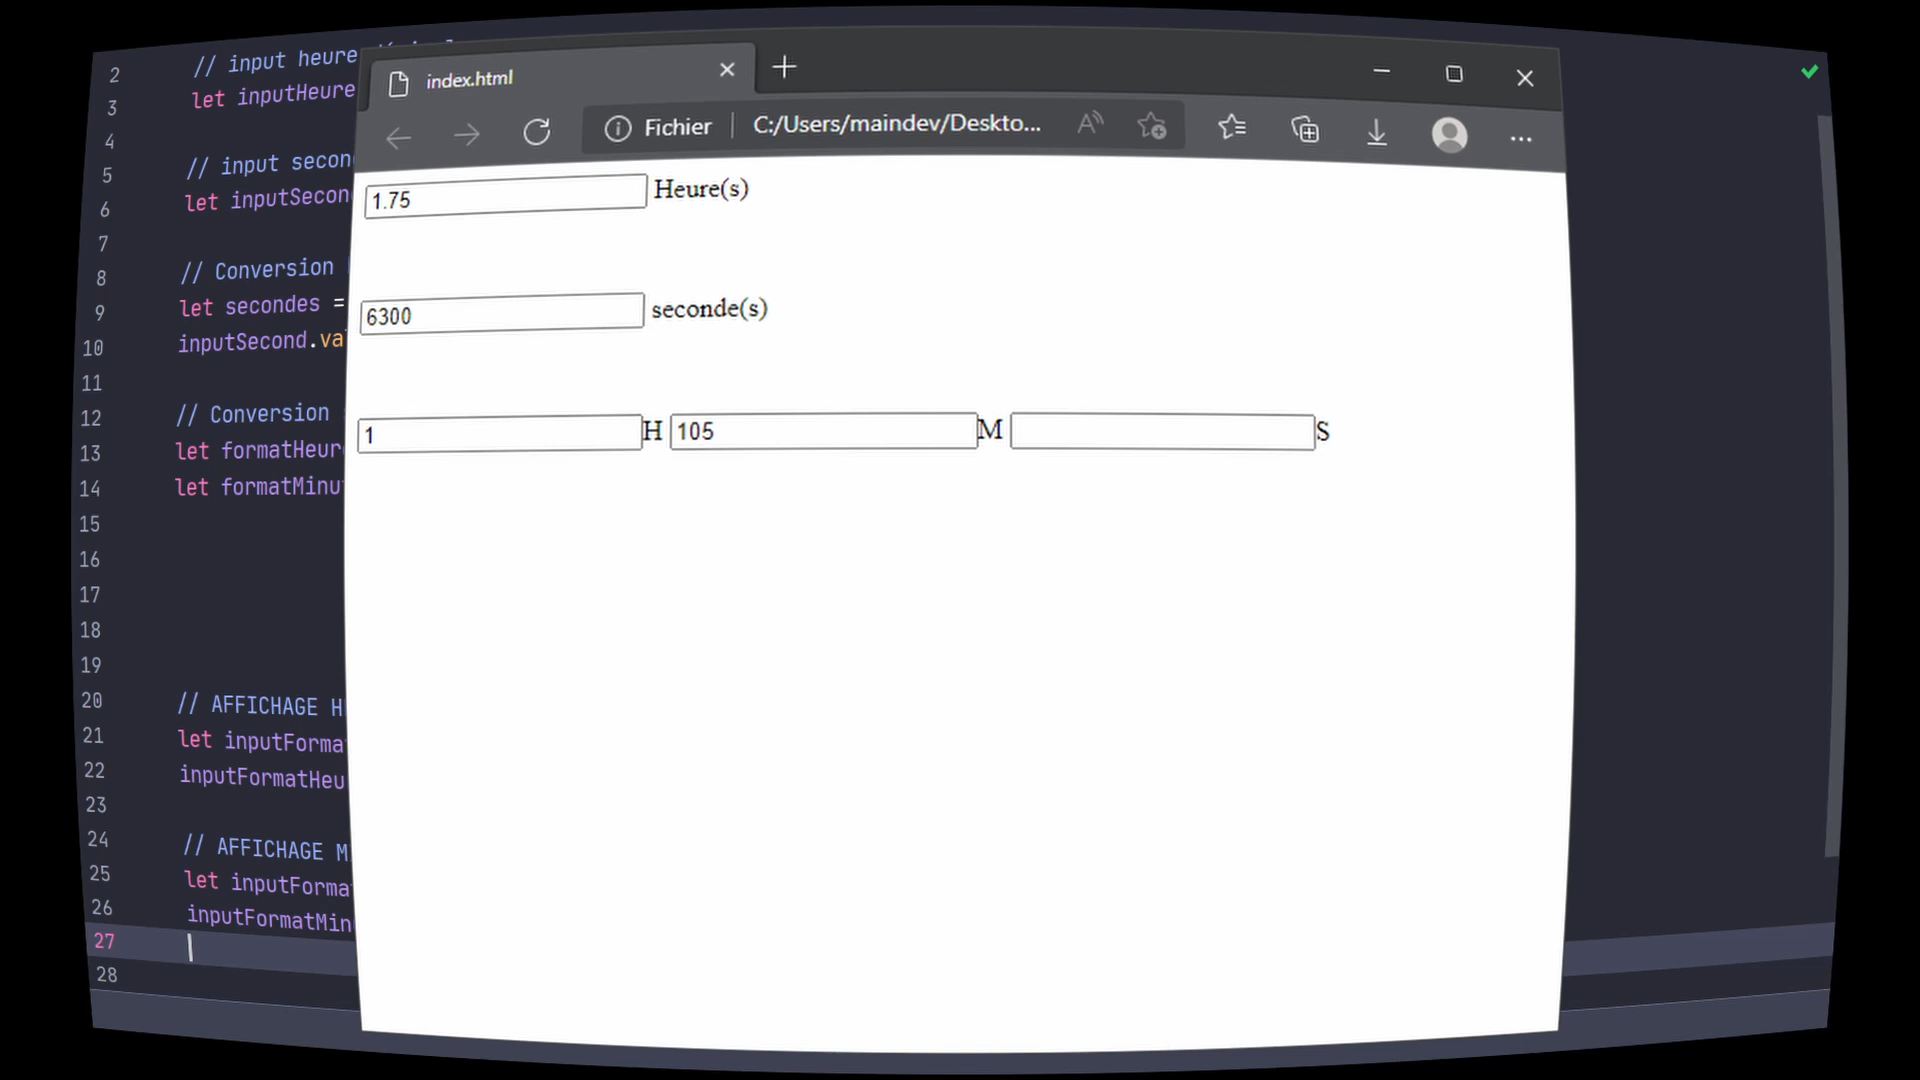 index.html
Fichier
C:/Users/maindev/Deskto...
1.75 Heure(s)
6300 seconde(s)
1 H 105 M S
2 // input heure
3 let inputHeure
4
5 // input secon
6 let inputSecon
7
8 // Conversion
9 let secondes =
10 inputSecond.va
11
12 // Conversion
13 let formatHeur
14 let formatMinu
15
16
17
18
19
20 // AFFICHAGE H
21 let inputForma
22 inputFormatHeu
23
24 // AFFICHAGE M
25 let inputForma
26 inputFormatMin
27
28